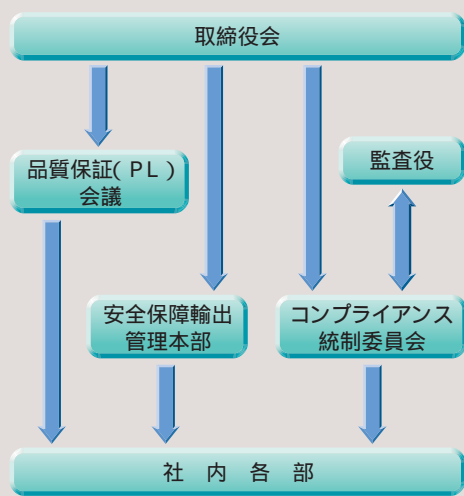 取締役会
品質保証(PL)
会議
監査役
安全保障輸出
管理本部
コンプライアンス
統制委員会
社内各部